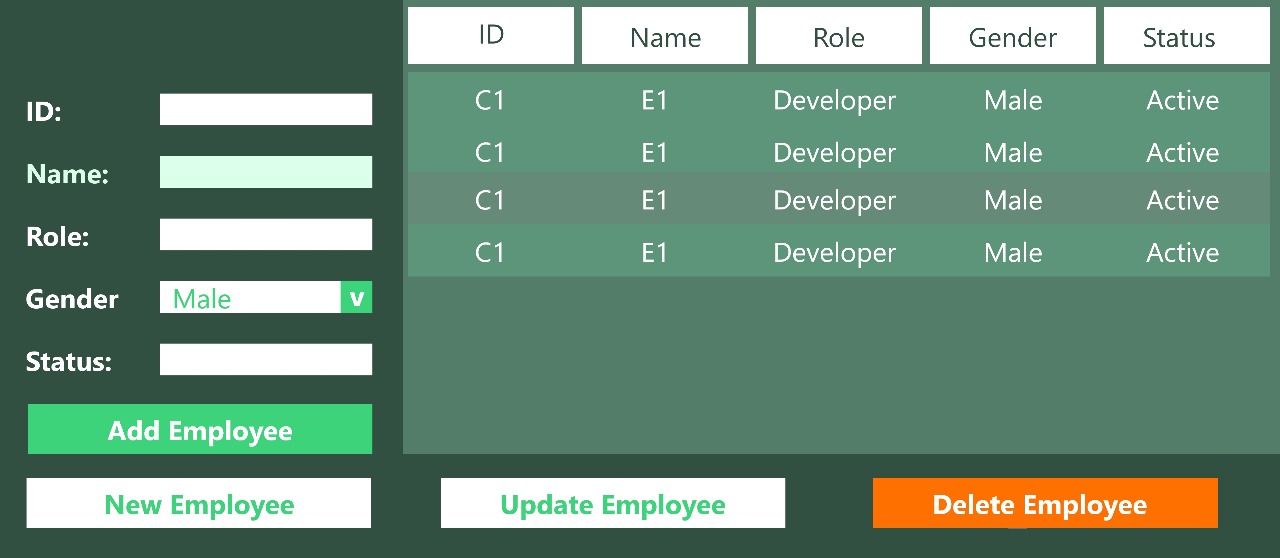 ID:
Name:
Role:
Gender
Male
v
Status:
Add Employee
New Employee
ID Name Role Gender Status
C1 E1 Developer Male Active
C1 E1 Developer Male Active
C1 E1 Developer Male Active
C1 E1 Developer Male Active
Update Employee
Delete Employee